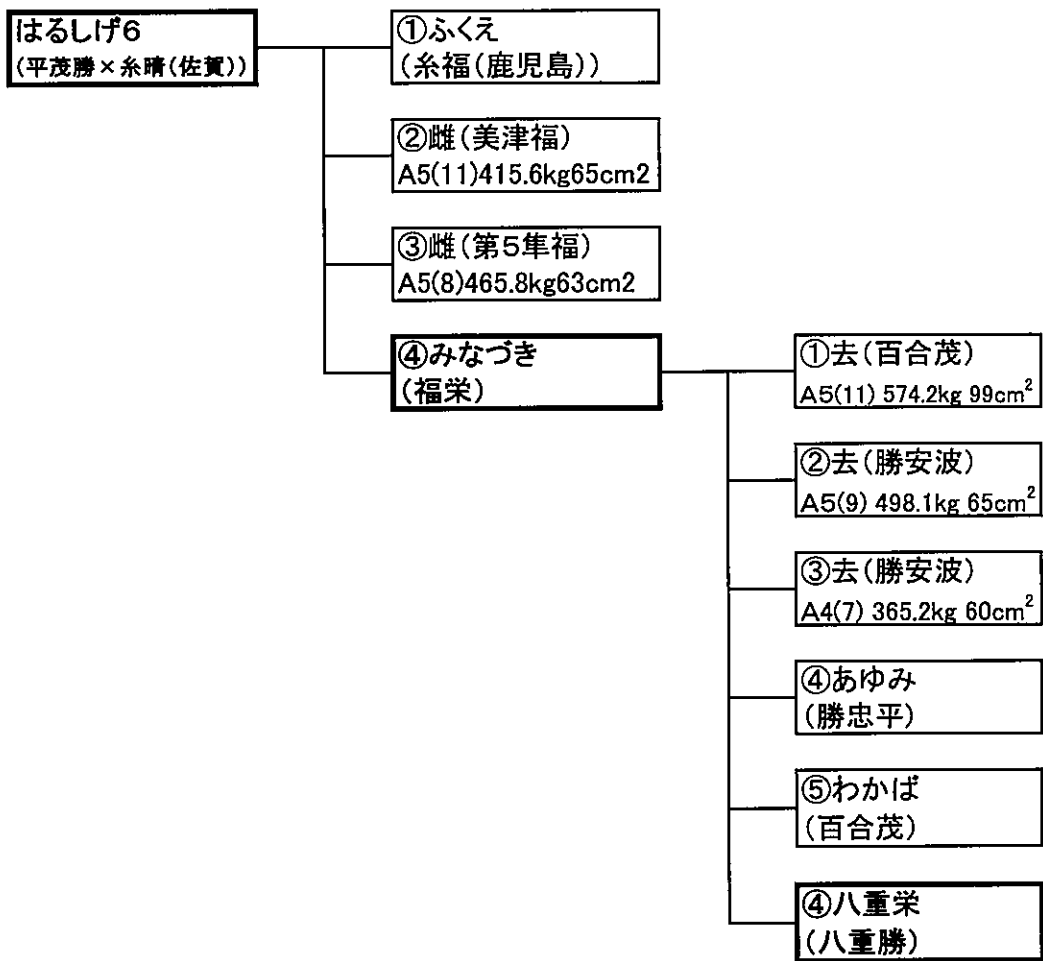 はるしげ６
(平茂勝×糸晴(佐賀))
①ふくえ
(糸福(鹿児島))
②雌(美津福)
A5(11)415.6kg65cm2
③雌(第５隼福)
A5(8)465.8kg63cm2
④みなづき
(福栄)
①去(百合茂)
A5(11) 574.2kg 99cm²
②去(勝安波)
A5(9) 498.1kg 65cm²
③去(勝安波)
A4(7) 365.2kg 60cm²
④あゆみ
(勝忠平)
⑤わかば
(百合茂)
④八重栄
(八重勝)